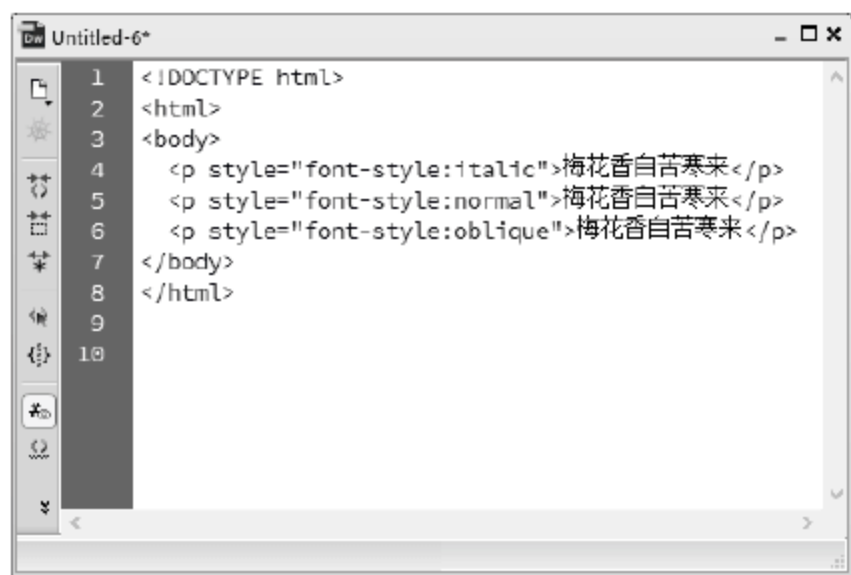 Untitled-6*
1 <!DOCTYPE html>
2 <html>
3 <body>
4 <p style="font-style:italic">梅花香自苦寒来</p>
5 <p style="font-style:normal">梅花香自苦寒来</p>
6 <p style="font-style:oblique">梅花香自苦寒来</p>
7 </body>
8 </html>
9
10